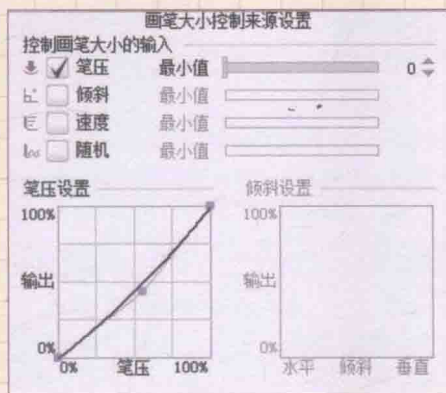 画笔大小控制来源设置
控制画笔大小的输入
笔压 最小值 0
倾斜 最小值
速度 最小值
随机 最小值
笔压设置 倾斜设置
100% 100%
输出 输出
0% 0%
0% 笔压 100% 水平 倾斜 垂直